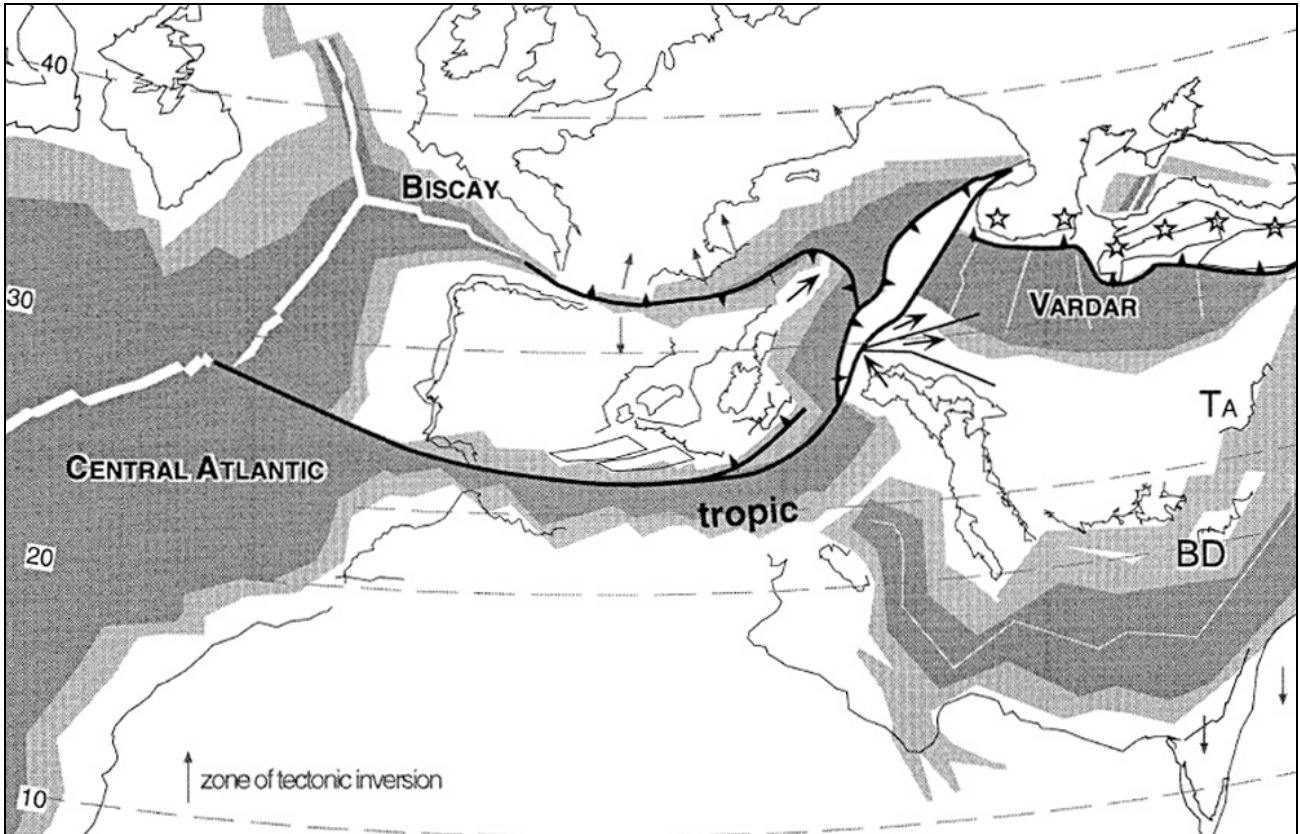 40
BISCAY
30
VARDAR
TA
CENTRAL ATLANTIC
tropic
20
BD
zone of tectonic inversion
10